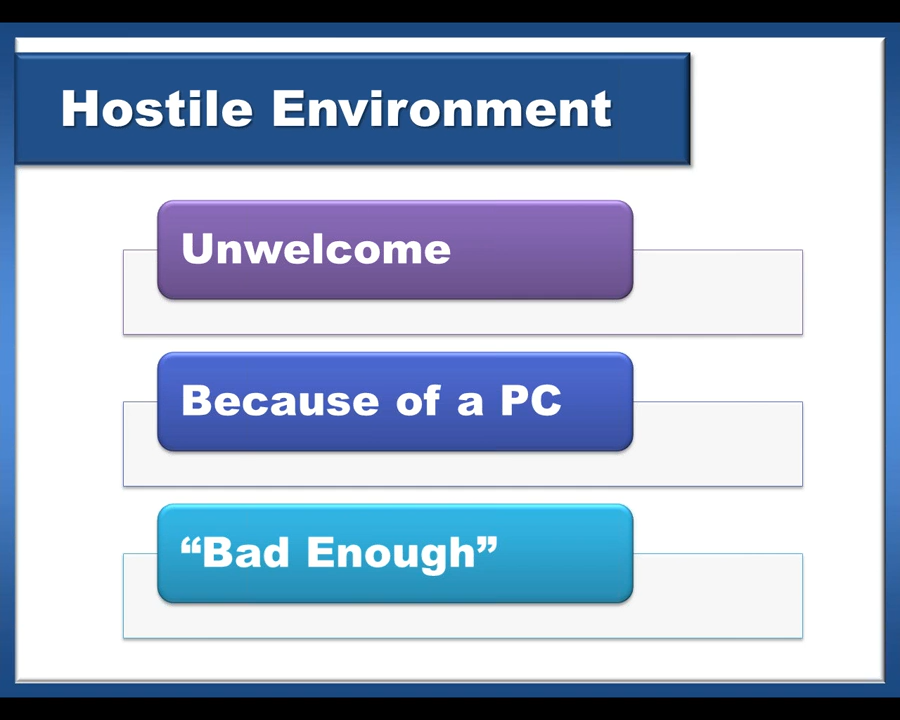 Hostile Environment
Unwelcome
Because of a PC
“Bad Enough”